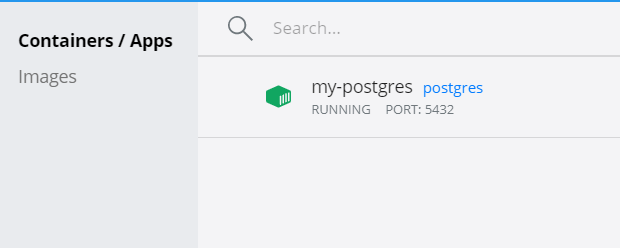 Containers / Apps
Images
Search...
my-postgres postgres
RUNNING PORT: 5432